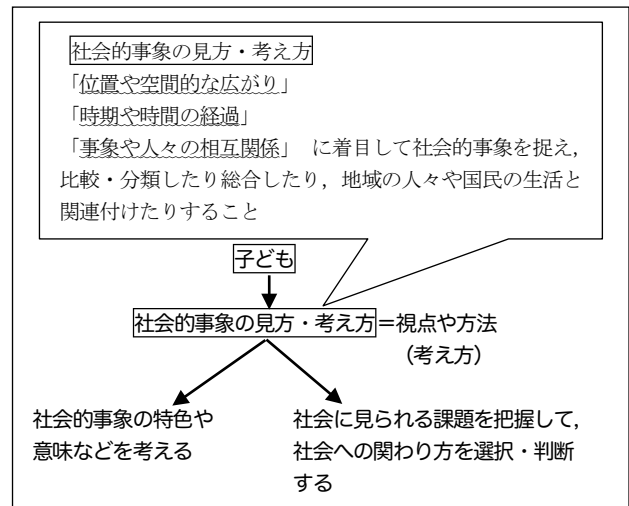 社会的事象の見方・考え方
「位置や空間的な広がり」
「時期や時間の経過」
「事象や人々の相互関係」 に着目して社会的事象を捉え，
比較・分類したり総合したり，地域の人々や国民の生活と
関連付けたりすること
子ども
社会的事象の見方・考え方＝視点や方法
（考え方）
社会的事象の特色や
意味などを考える
社会に見られる課題を把握して，
社会への関わり方を選択・判断
する